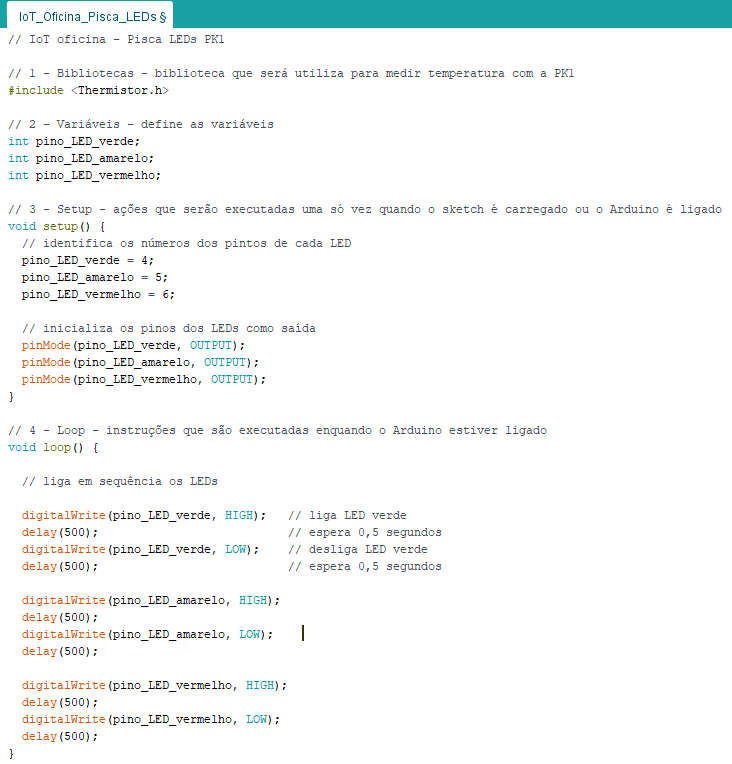 IoT_Oficina_Pisca_LEDs §
// IoT oficina - Pisca LEDs PK1
// 1 - Bibliotecas - biblioteca que será utiliza para medir temperatura com a PK1
#include <Thermistor.h>
// 2 - Variáveis - define as variáveis
int pino_LED_verde;
int pino_LED_amarelo;
int pino_LED_vermelho;
// 3 - Setup - ações que serão executadas uma só vez quando o sketch é carregado ou o Arduino é ligado
void setup() {
  // identifica os números dos pintos de cada LED
  pino_LED_verde = 4;
  pino_LED_amarelo = 5;
  pino_LED_vermelho = 6;
  // inicializa os pinos dos LEDs como saída
  pinMode(pino_LED_verde, OUTPUT);
  pinMode(pino_LED_amarelo, OUTPUT);
  pinMode(pino_LED_vermelho, OUTPUT);
}
// 4 - Loop - instruções que são executadas enquando o Arduino estiver ligado
void loop() {
  // liga em sequência os LEDs
  digitalWrite(pino_LED_verde, HIGH);   // liga LED verde
  delay(500);                           // espera 0,5 segundos
  digitalWrite(pino_LED_verde, LOW);    // desliga LED verde
  delay(500);                           // espera 0,5 segundos
  digitalWrite(pino_LED_amarelo, HIGH);
  delay(500);
  digitalWrite(pino_LED_amarelo, LOW);
  delay(500);
  digitalWrite(pino_LED_vermelho, HIGH);
  delay(500);
  digitalWrite(pino_LED_vermelho, LOW);
  delay(500);
}